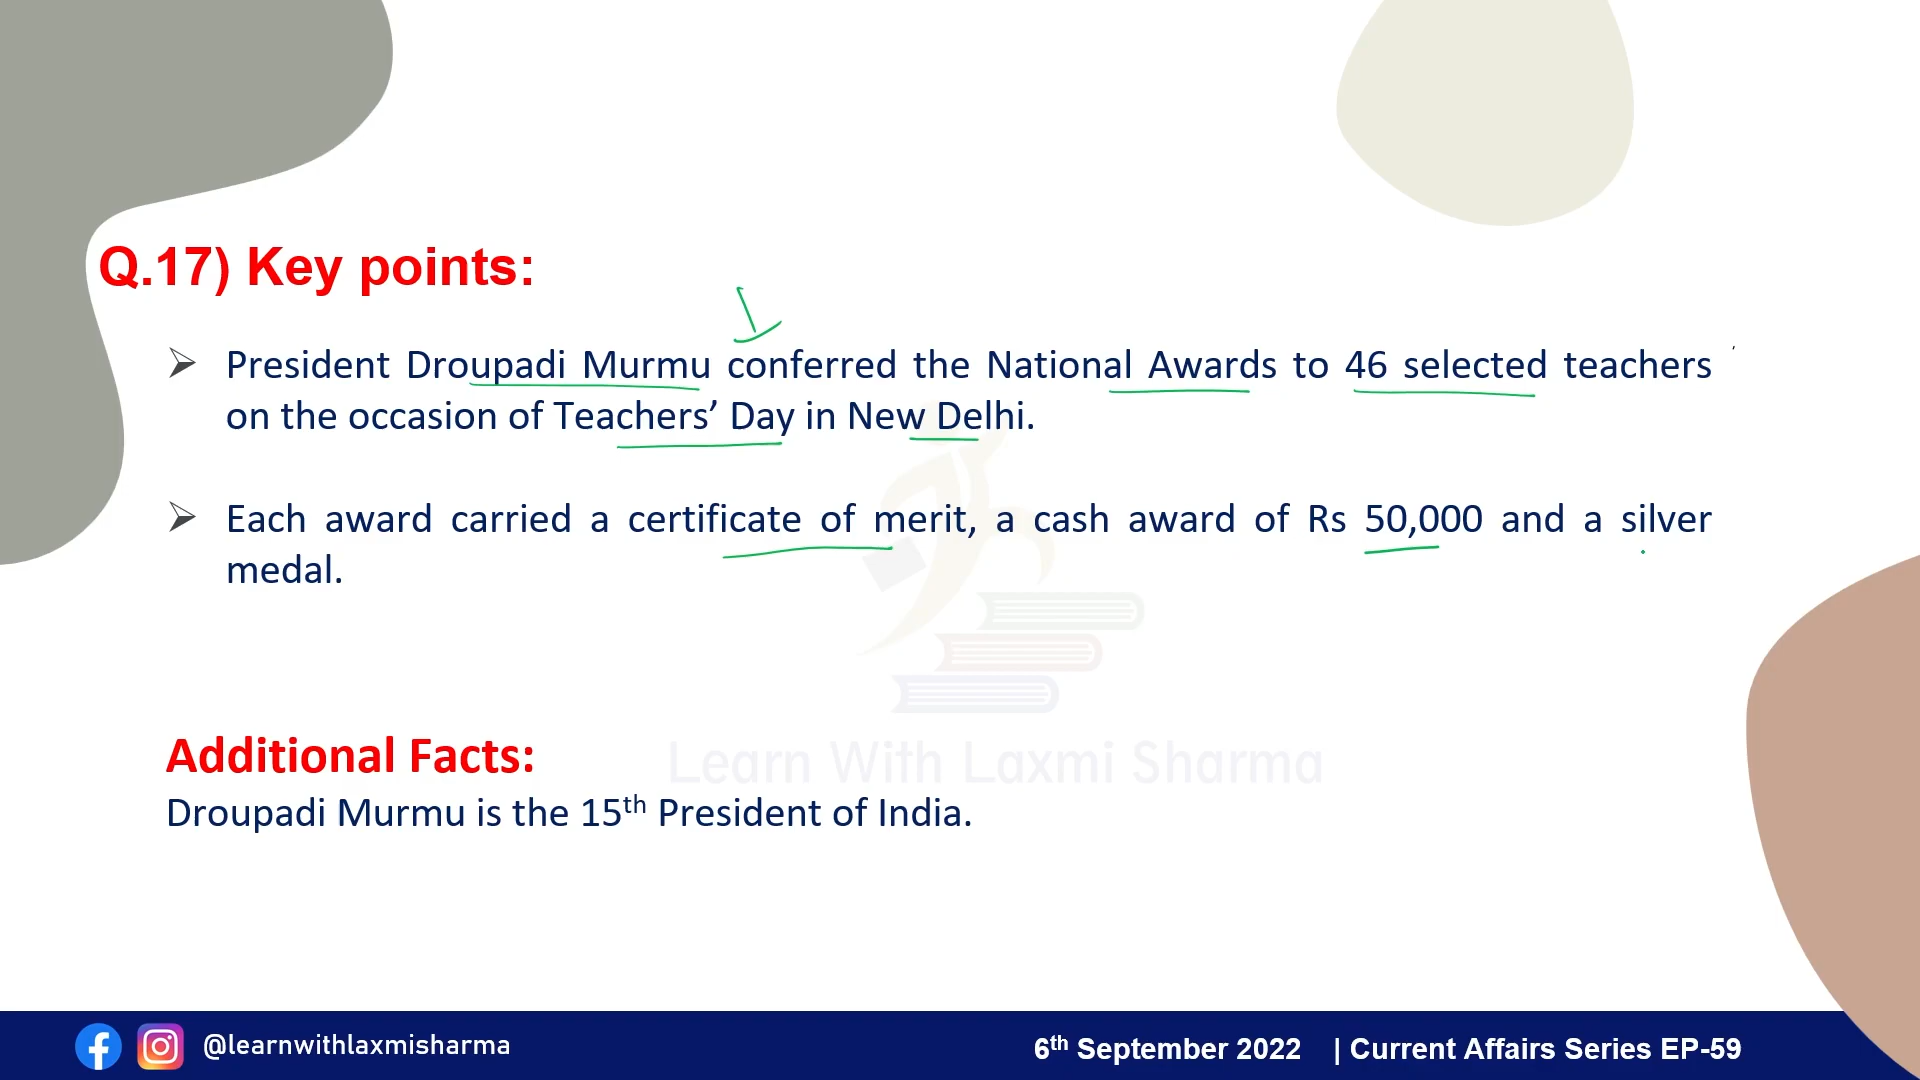 Q.17) Key points:
➢ President Droupadi Murmu conferred the National Awards to 46 selected teachers
on the occasion of Teachers’ Day in New Delhi.
➢ Each award carried a certificate of merit, a cash award of Rs 50,000 and a silver
medal.
Learn With Laxmi Sharma
Additional Facts:
Droupadi Murmu is the 15th President of India.
@learnwithlaxmisharma
6th September 2022 | Current Affairs Series EP-59